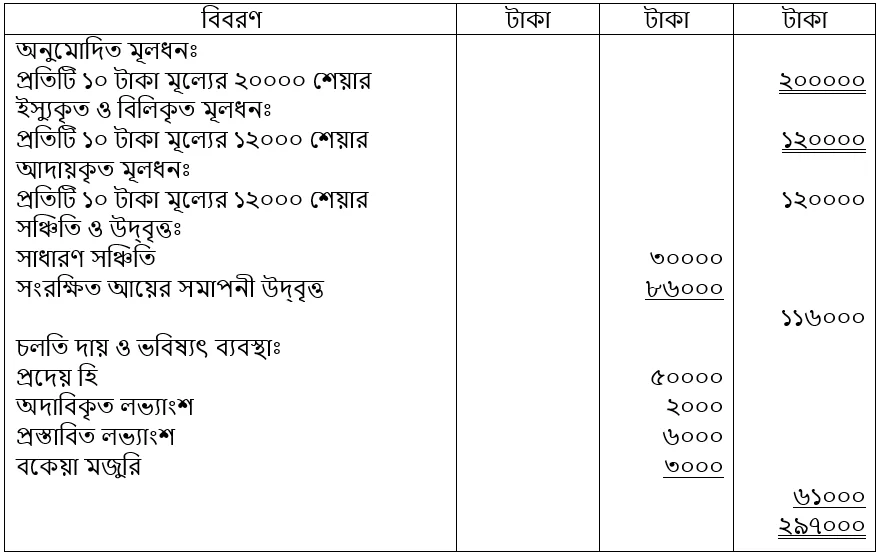 বিবরণ টাকা টাকা টাকা
অনুমোদিত মূলধনঃ
প্রতিটি ১০ টাকা মূল্যের ২০০০০ শেয়ার ২০০০০০
ইস্যুকৃত ও বিলিকৃত মূলধনঃ
প্রতিটি ১০ টাকা মূল্যের ১২০০০ শেয়ার ১২০০০০
আদায়কৃত মূলধনঃ
প্রতিটি ১০ টাকা মূল্যের ১২০০০ শেয়ার ১২০০০০
সঞ্চিতি ও উদ্‌বৃত্তঃ
সাধারণ সঞ্চিতি ৩০০০০
সংরক্ষিত আয়ের সমাপনী উদ্‌বৃত্ত ৮৬০০০
১১৬০০০
চলতি দায় ও ভবিষ্যৎ ব্যবস্থাঃ
প্রদেয় হি ৫০০০০
অদাবিকৃত লভ্যাংশ ২০০০
প্রস্তাবিত লভ্যাংশ ৬০০০
বকেয়া মজুরি ৩০০০
৬১০০০
২৯৭০০০